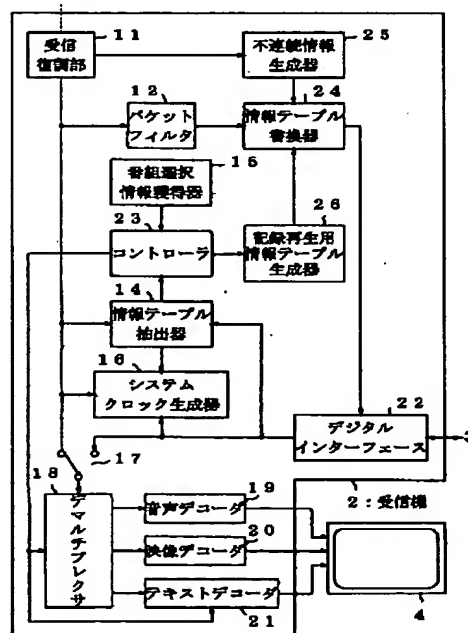 11
受信
復調部
25
不連続情報
生成器
12
パケット
フィルタ
24
情報テーブル
書換器
15
番組選択
情報獲得器
23
コントローラ
26
記録再生用
情報テーブル
生成器
14
情報テーブル
抽出器
16
システム
クロック生成器
22
デジタル
インターフェース
3
17
18
デマルチプレクサ
19
音声デコーダ
2:受信機
20
映像デコーダ
テキストデコーダ
21
4